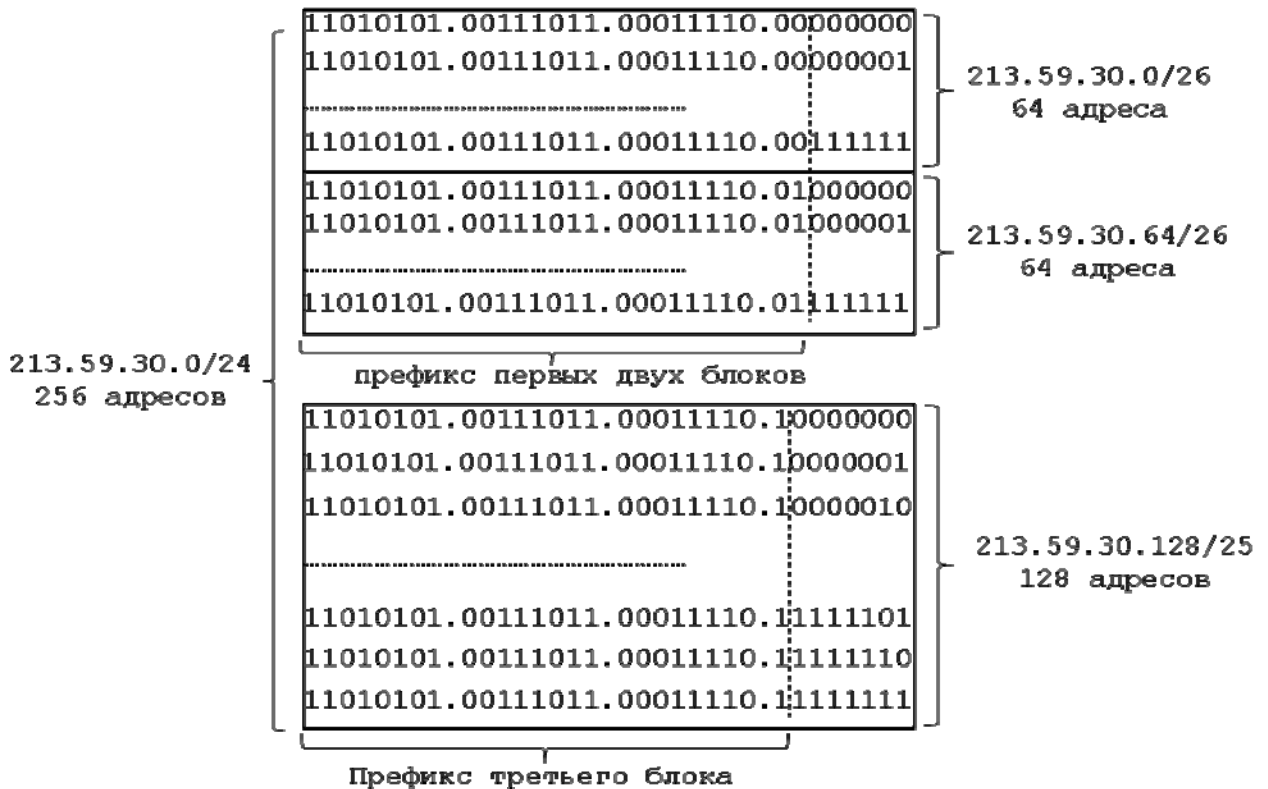 11010101.00111011.00011110.00000000
11010101.00111011.00011110.00000001
11010101.00111011.00011110.00111111
213.59.30.0/26
64 адреса
11010101.00111011.00011110.01000000
11010101.00111011.00011110.01000001
11010101.00111011.00011110.01111111
213.59.30.64/26
64 адреса
213.59.30.0/24
256 адресов
префикс первых двух блоков
11010101.00111011.00011110.10000000
11010101.00111011.00011110.10000001
11010101.00111011.00011110.10000010
11010101.00111011.00011110.11111101
11010101.00111011.00011110.11111110
11010101.00111011.00011110.11111111
213.59.30.128/25
128 адресов
Префикс третьего блока